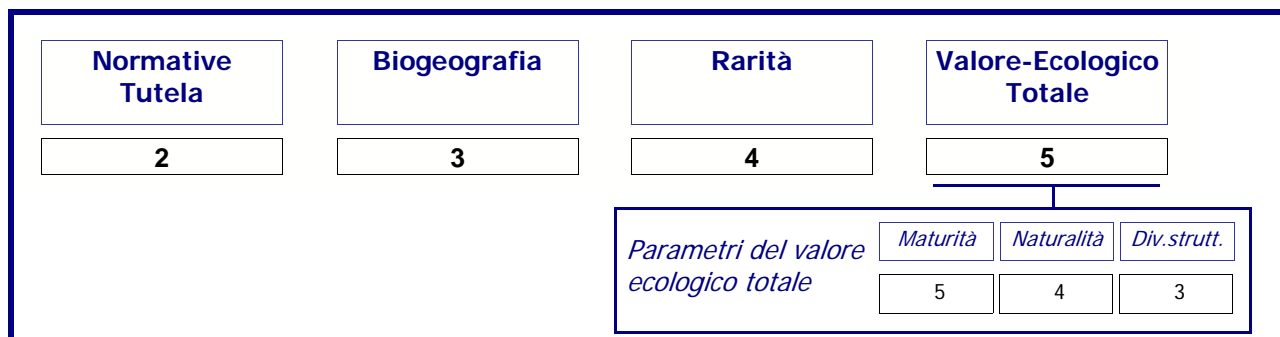 Normative
Tutela
Biogeografia
Rarità
Valore-Ecologico
Totale
2
3
4
5
Parametri del valore
ecologico totale
Maturità
Naturalità
Div.strutt.
5
4
3